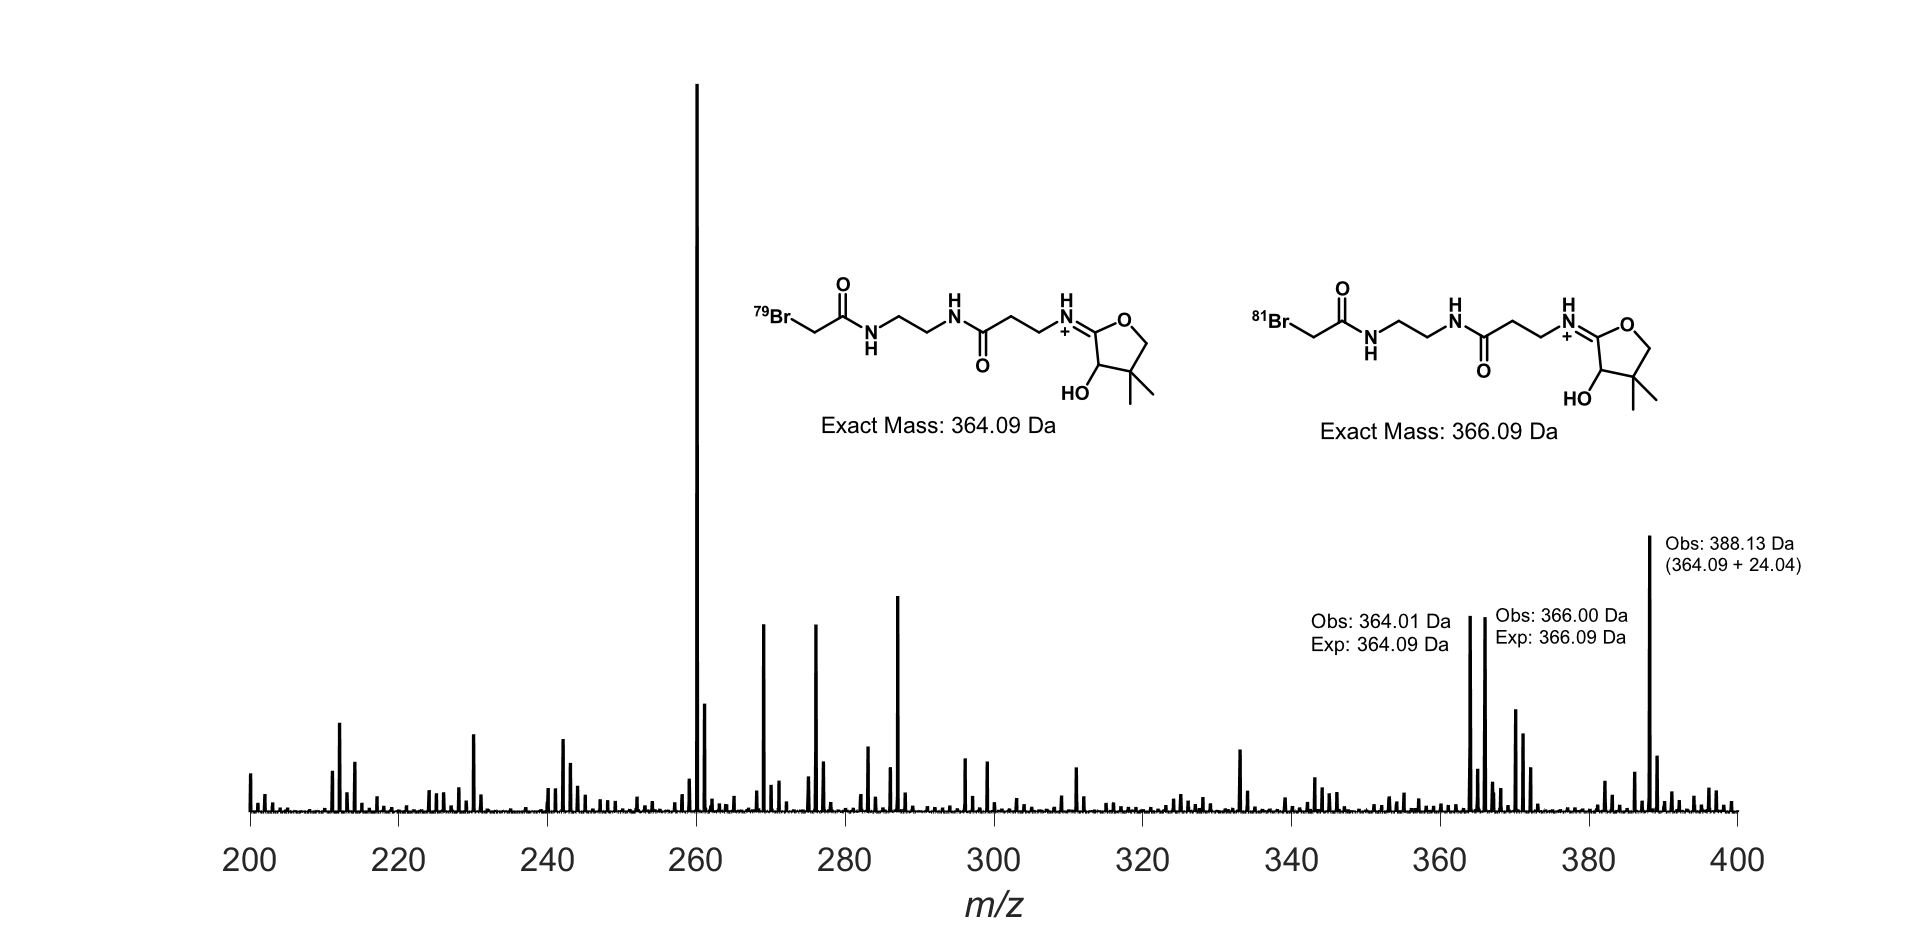 79Br
O
N
H
H
N
O
H
N
+
O
HO
Exact Mass: 364.09 Da
81Br
O
N
H
H
N
O
H
N
+
O
HO
Exact Mass: 366.09 Da
Obs: 388.13 Da
(364.09 + 24.04)
Obs: 364.01 Da
Exp: 364.09 Da
Obs: 366.00 Da
Exp: 366.09 Da
200 220 240 260 280 300 320 340 360 380 400
m/z